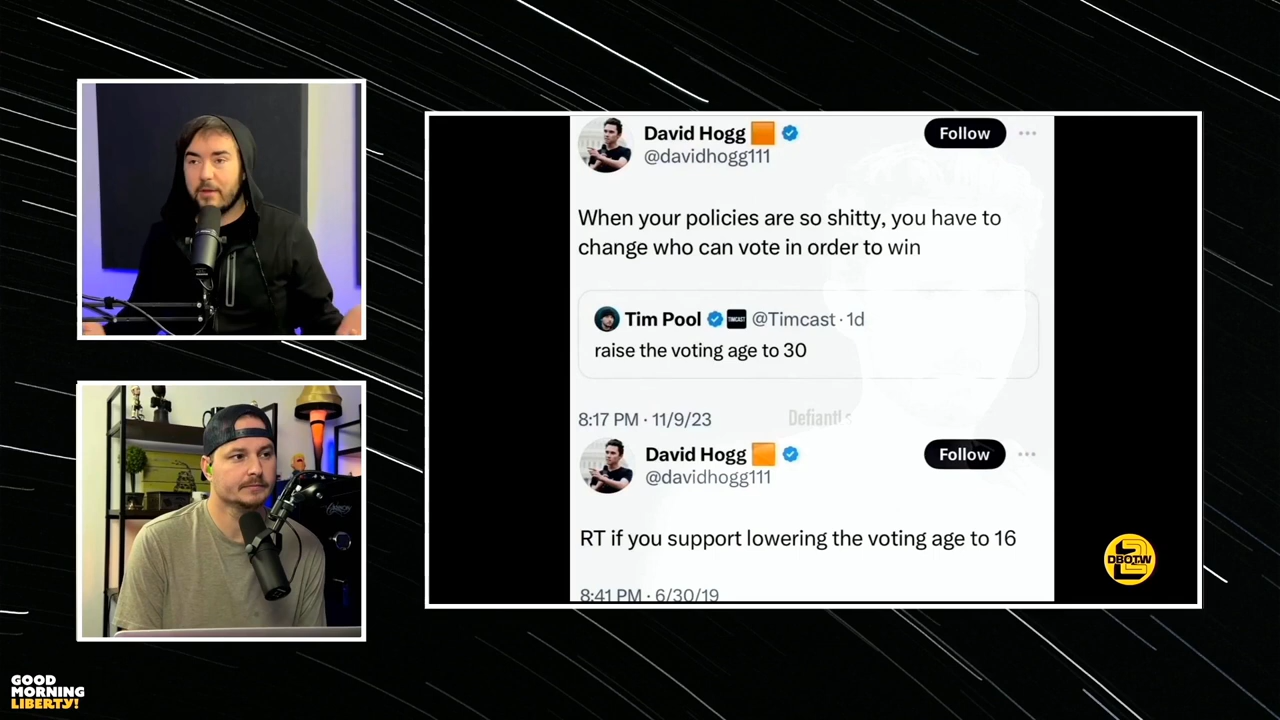 David Hogg
@davidhogg111
Follow
When your policies are so shitty, you have to
change who can vote in order to win
Tim Pool TIMCAST @Timcast · 1d
raise the voting age to 30
8:17 PM · 11/9/23
David Hogg
@davidhogg111
Follow
RT if you support lowering the voting age to 16
8:41 PM · 6/30/19
DBOTW
GOOD
MORNING
LIBERTY!